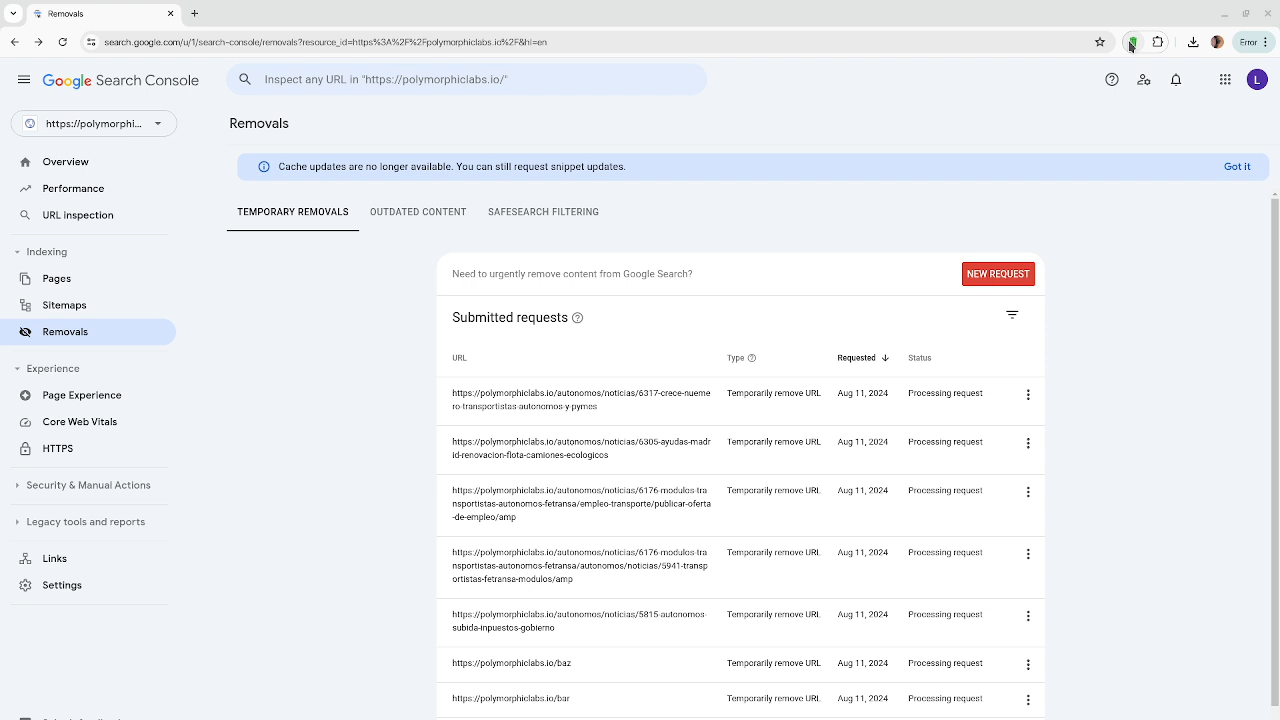 Removals
search.google.com/u/1/search-console/removals?resource_id=https%3A%2F%2Fpolymorphiclabs.io%2F&hl=en
Error
Google Search Console
Inspect any URL in "https://polymorphiclabs.io/"
L
https://polymorphi...
Removals
Cache updates are no longer available. You can still request snippet updates.
Got it
Overview
Performance
URL inspection
Indexing
Pages
Sitemaps
Removals
Experience
Page Experience
Core Web Vitals
HTTPS
Security & Manual Actions
Legacy tools and reports
Links
Settings
TEMPORARY REMOVALS
OUTDATED CONTENT
SAFESEARCH FILTERING
Need to urgently remove content from Google Search?
NEW REQUEST
Submitted requests
URL Type Requested Status
https://polymorphiclabs.io/autonomos/noticias/6317-crece-nueme Temporarily remove URL Aug 11, 2024 Processing request
ro-transportistas-autonomos-y-pymes
https://polymorphiclabs.io/autonomos/noticias/6305-ayudas-madr Temporarily remove URL Aug 11, 2024 Processing request
id-renovacion-flota-camiones-ecologicos
https://polymorphiclabs.io/autonomos/noticias/6176-modulos-tra Temporarily remove URL Aug 11, 2024 Processing request
nsportistas-autonomos-fetransa/empleo-transporte/publicar-oferta
-de-empleo/amp
https://polymorphiclabs.io/autonomos/noticias/6176-modulos-tra Temporarily remove URL Aug 11, 2024 Processing request
nsportistas-autonomos-fetransa/autonomos/noticias/5941-transp
ortistas-fetransa-modulos/amp
https://polymorphiclabs.io/autonomos/noticias/5815-autonomos- Temporarily remove URL Aug 11, 2024 Processing request
subida-inpuestos-gobierno
https://polymorphiclabs.io/baz Temporarily remove URL Aug 11, 2024 Processing request
https://polymorphiclabs.io/bar Temporarily remove URL Aug 11, 2024 Processing request